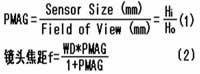 PMAG= Sensor Size (mm) / Field of View (mm) = Hi / Ho (1)
镜头焦距f= WD*PMAG / 1+PMAG (2)